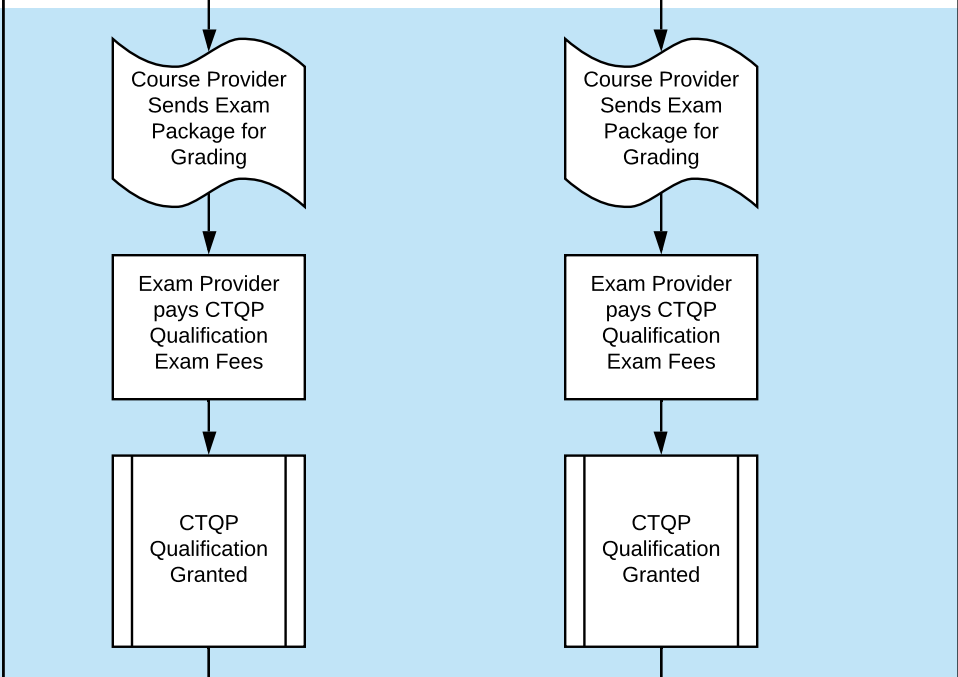 Course Provider
Sends Exam
Package for
Grading
Exam Provider
pays CTQP
Qualification
Exam Fees
CTQP
Qualification
Granted
Course Provider
Sends Exam
Package for
Grading
Exam Provider
pays CTQP
Qualification
Exam Fees
CTQP
Qualification
Granted